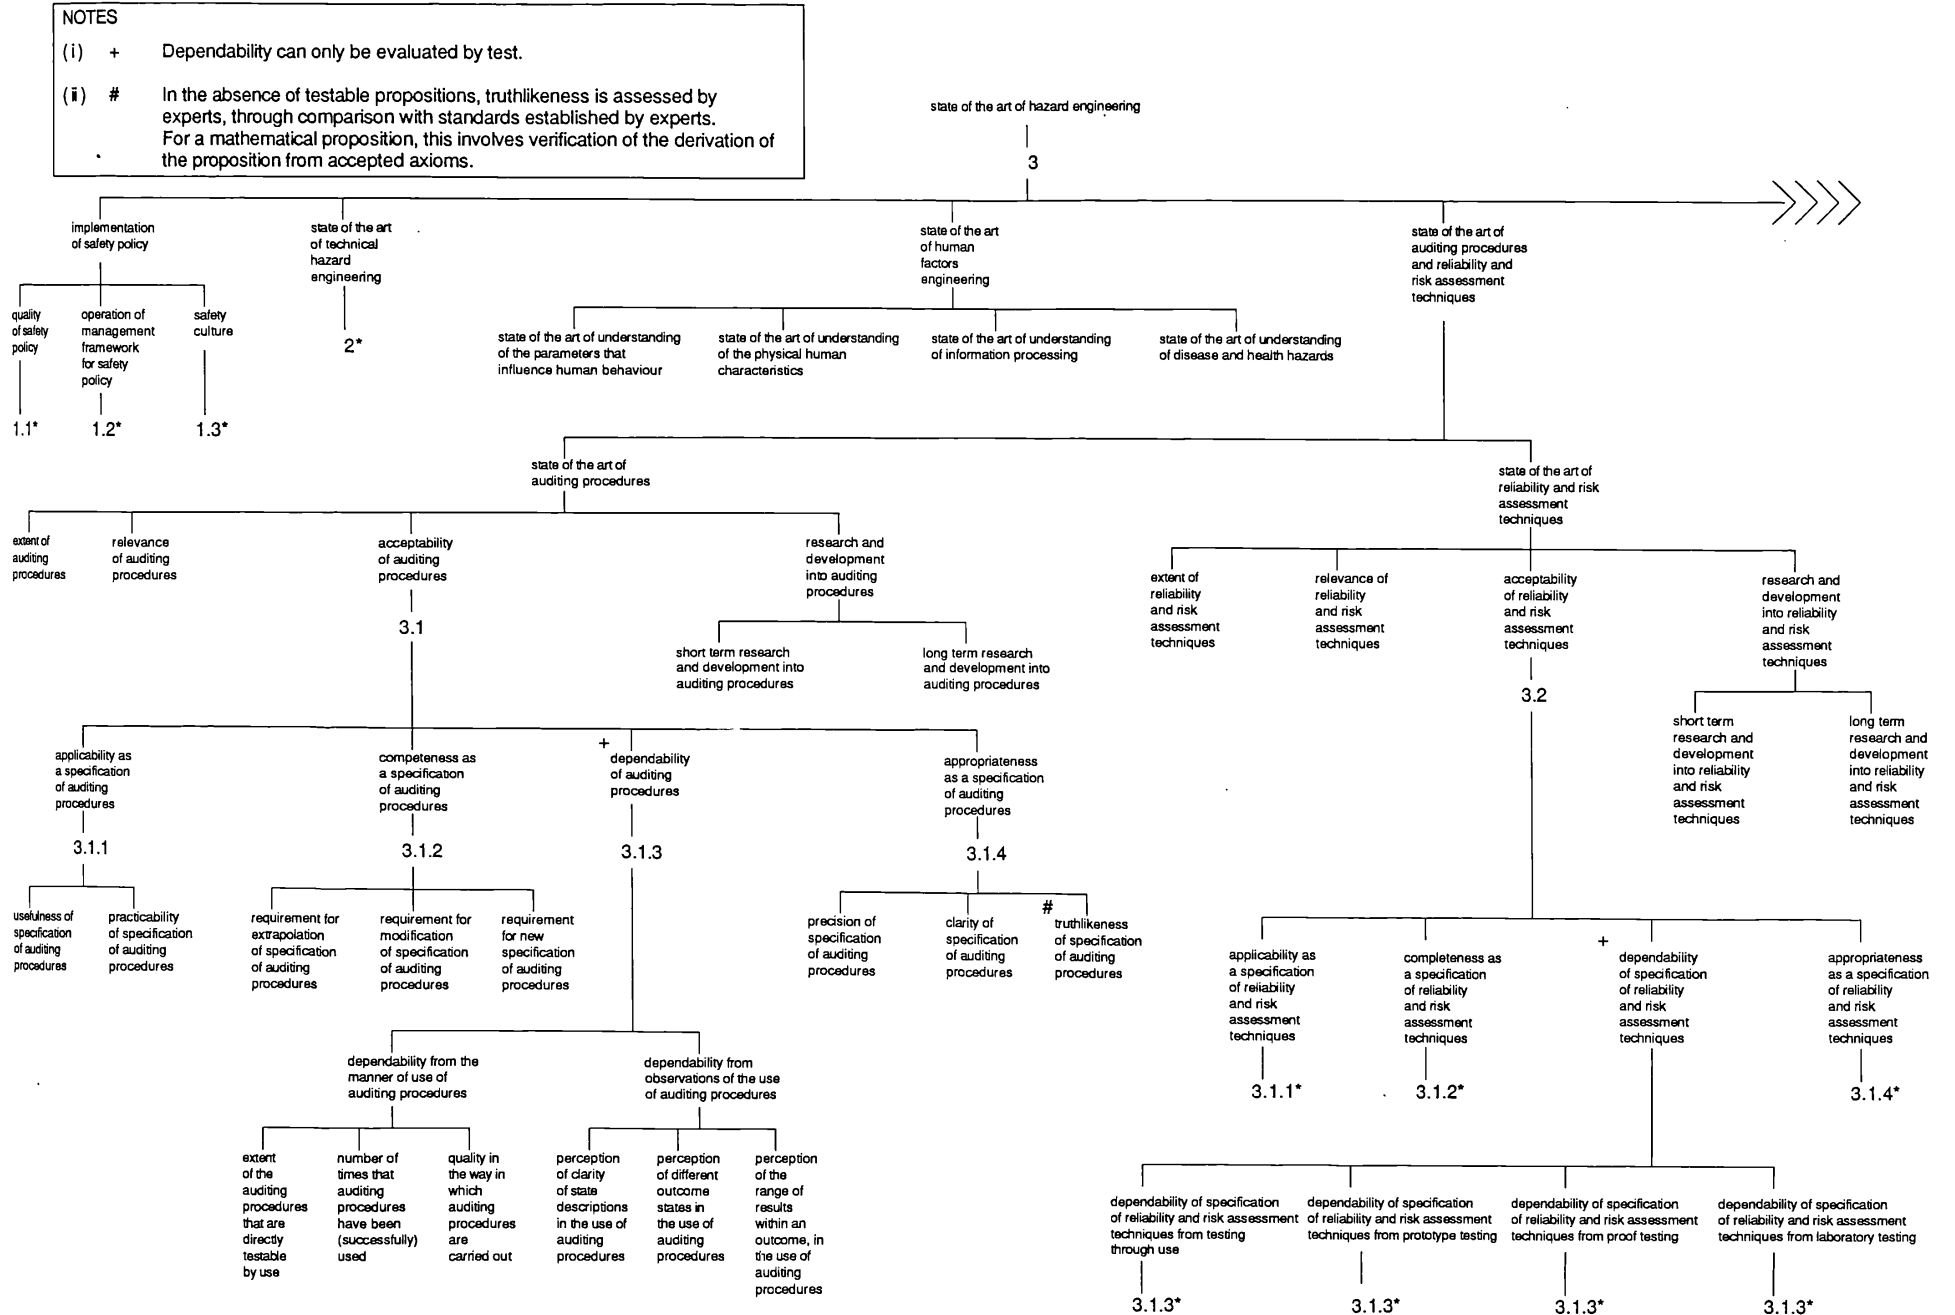 NOTES
(i) + Dependability can only be evaluated by test.
(ii) # In the absence of testable propositions, truthlikeness is assessed by
experts, through comparison with standards established by experts.
For a mathematical proposition, this involves verification of the derivation of
the proposition from accepted axioms.
state of the art of hazard engineering
3
implementation
of safety policy
state of the art
of technical
hazard
engineering
state of the art
of human
factors
engineering
state of the art of
auditing procedures
and reliability and
risk assessment
techniques
quality
of safety
policy
operation of
management
framework
for safety
policy
safety
culture
1.1*
1.2*
1.3*
2*
state of the art of understanding
of the parameters that
influence human behaviour
state of the art of understanding
of the physical human
characteristics
state of the art of understanding
of information processing
state of the art of understanding
of disease and health hazards
state of the art of
auditing procedures
state of the art of
reliability and risk
assessment
techniques
extent of
auditing
procedures
relevance
of auditing
procedures
acceptability
of auditing
procedures
3.1
research and
development
into auditing
procedures
short term research
and development into
auditing procedures
long term research
and development into
auditing procedures
extent of
reliability
and risk
assessment
techniques
relevance of
reliability
and risk
assessment
techniques
acceptability
of reliability
and risk
assessment
techniques
3.2
research and
development
into reliability
and risk
assessment
techniques
short term
research and
development
into reliability
and risk
assessment
techniques
long term
research and
development
into reliability
and risk
assessment
techniques
applicability as
a specification
of auditing
procedures
3.1.1
competeness as
a specification
of auditing
procedures
3.1.2
+
dependability
of auditing
procedures
3.1.3
appropriateness
as a specification
of auditing
procedures
3.1.4
usefulness of
specification
of auditing
procedures
practicability
of specification
of auditing
procedures
requirement for
extrapolation
of specification
of auditing
procedures
requirement for
modification
of specification
of auditing
procedures
requirement
for new
specification
of auditing
procedures
precision of
specification
of auditing
procedures
clarity of
specification
of auditing
procedures
#
truthlikeness
of specification
of auditing
procedures
dependability from the
manner of use of
auditing procedures
dependability from
observations of the use
of auditing procedures
extent
of the
auditing
procedures
that are
directly
testable
by use
number of
times that
auditing
procedures
have been
(successfully)
used
quality in
the way in
which
auditing
procedures
are
carried out
perception
of clarity
of state
descriptions
in the use of
auditing
procedures
perception
of different
outcome
states in
the use of
auditing
procedures
perception
of the
range of
results
within an
outcome, in
the use of
auditing
procedures
applicability as
a specification
of reliability
and risk
assessment
techniques
3.1.1*
completeness as
a specification
of reliability
and risk
assessment
techniques
3.1.2*
+
dependability
of specification
of reliability
and risk
assessment
techniques
appropriateness
as a specification
of reliability
and risk
assessment
techniques
3.1.4*
dependability of specification
of reliability and risk assessment
techniques from testing
through use
3.1.3*
dependability of specification
of reliability and risk assessment
techniques from prototype testing
3.1.3*
dependability of specification
of reliability and risk assessment
techniques from proof testing
3.1.3*
dependability of specification
of reliability and risk assessment
techniques from laboratory testing
3.1.3*